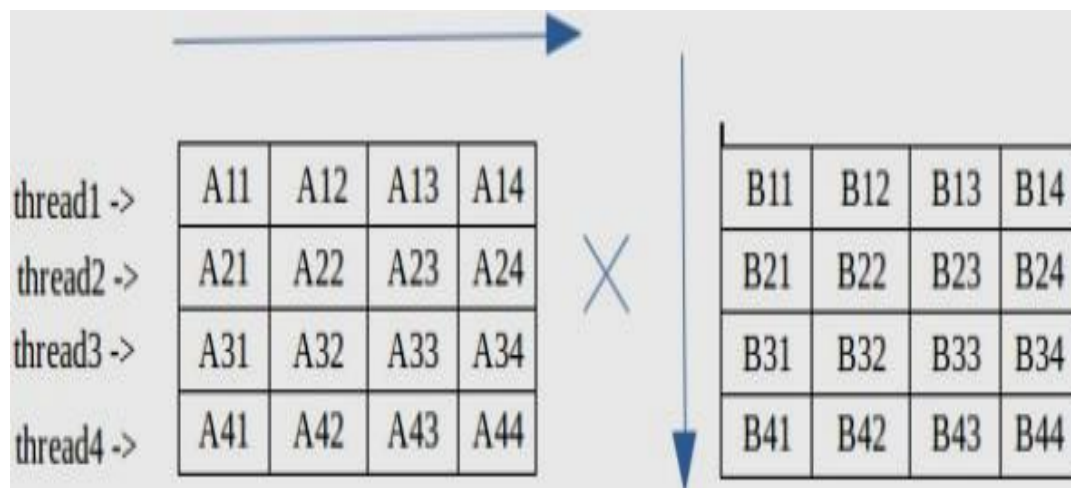 thread1 -> A11 A12 A13 A14 B11 B12 B13 B14
thread2 -> A21 A22 A23 A24 B21 B22 B23 B24
thread3 -> A31 A32 A33 A34 B31 B32 B33 B34
thread4 -> A41 A42 A43 A44 B41 B42 B43 B44